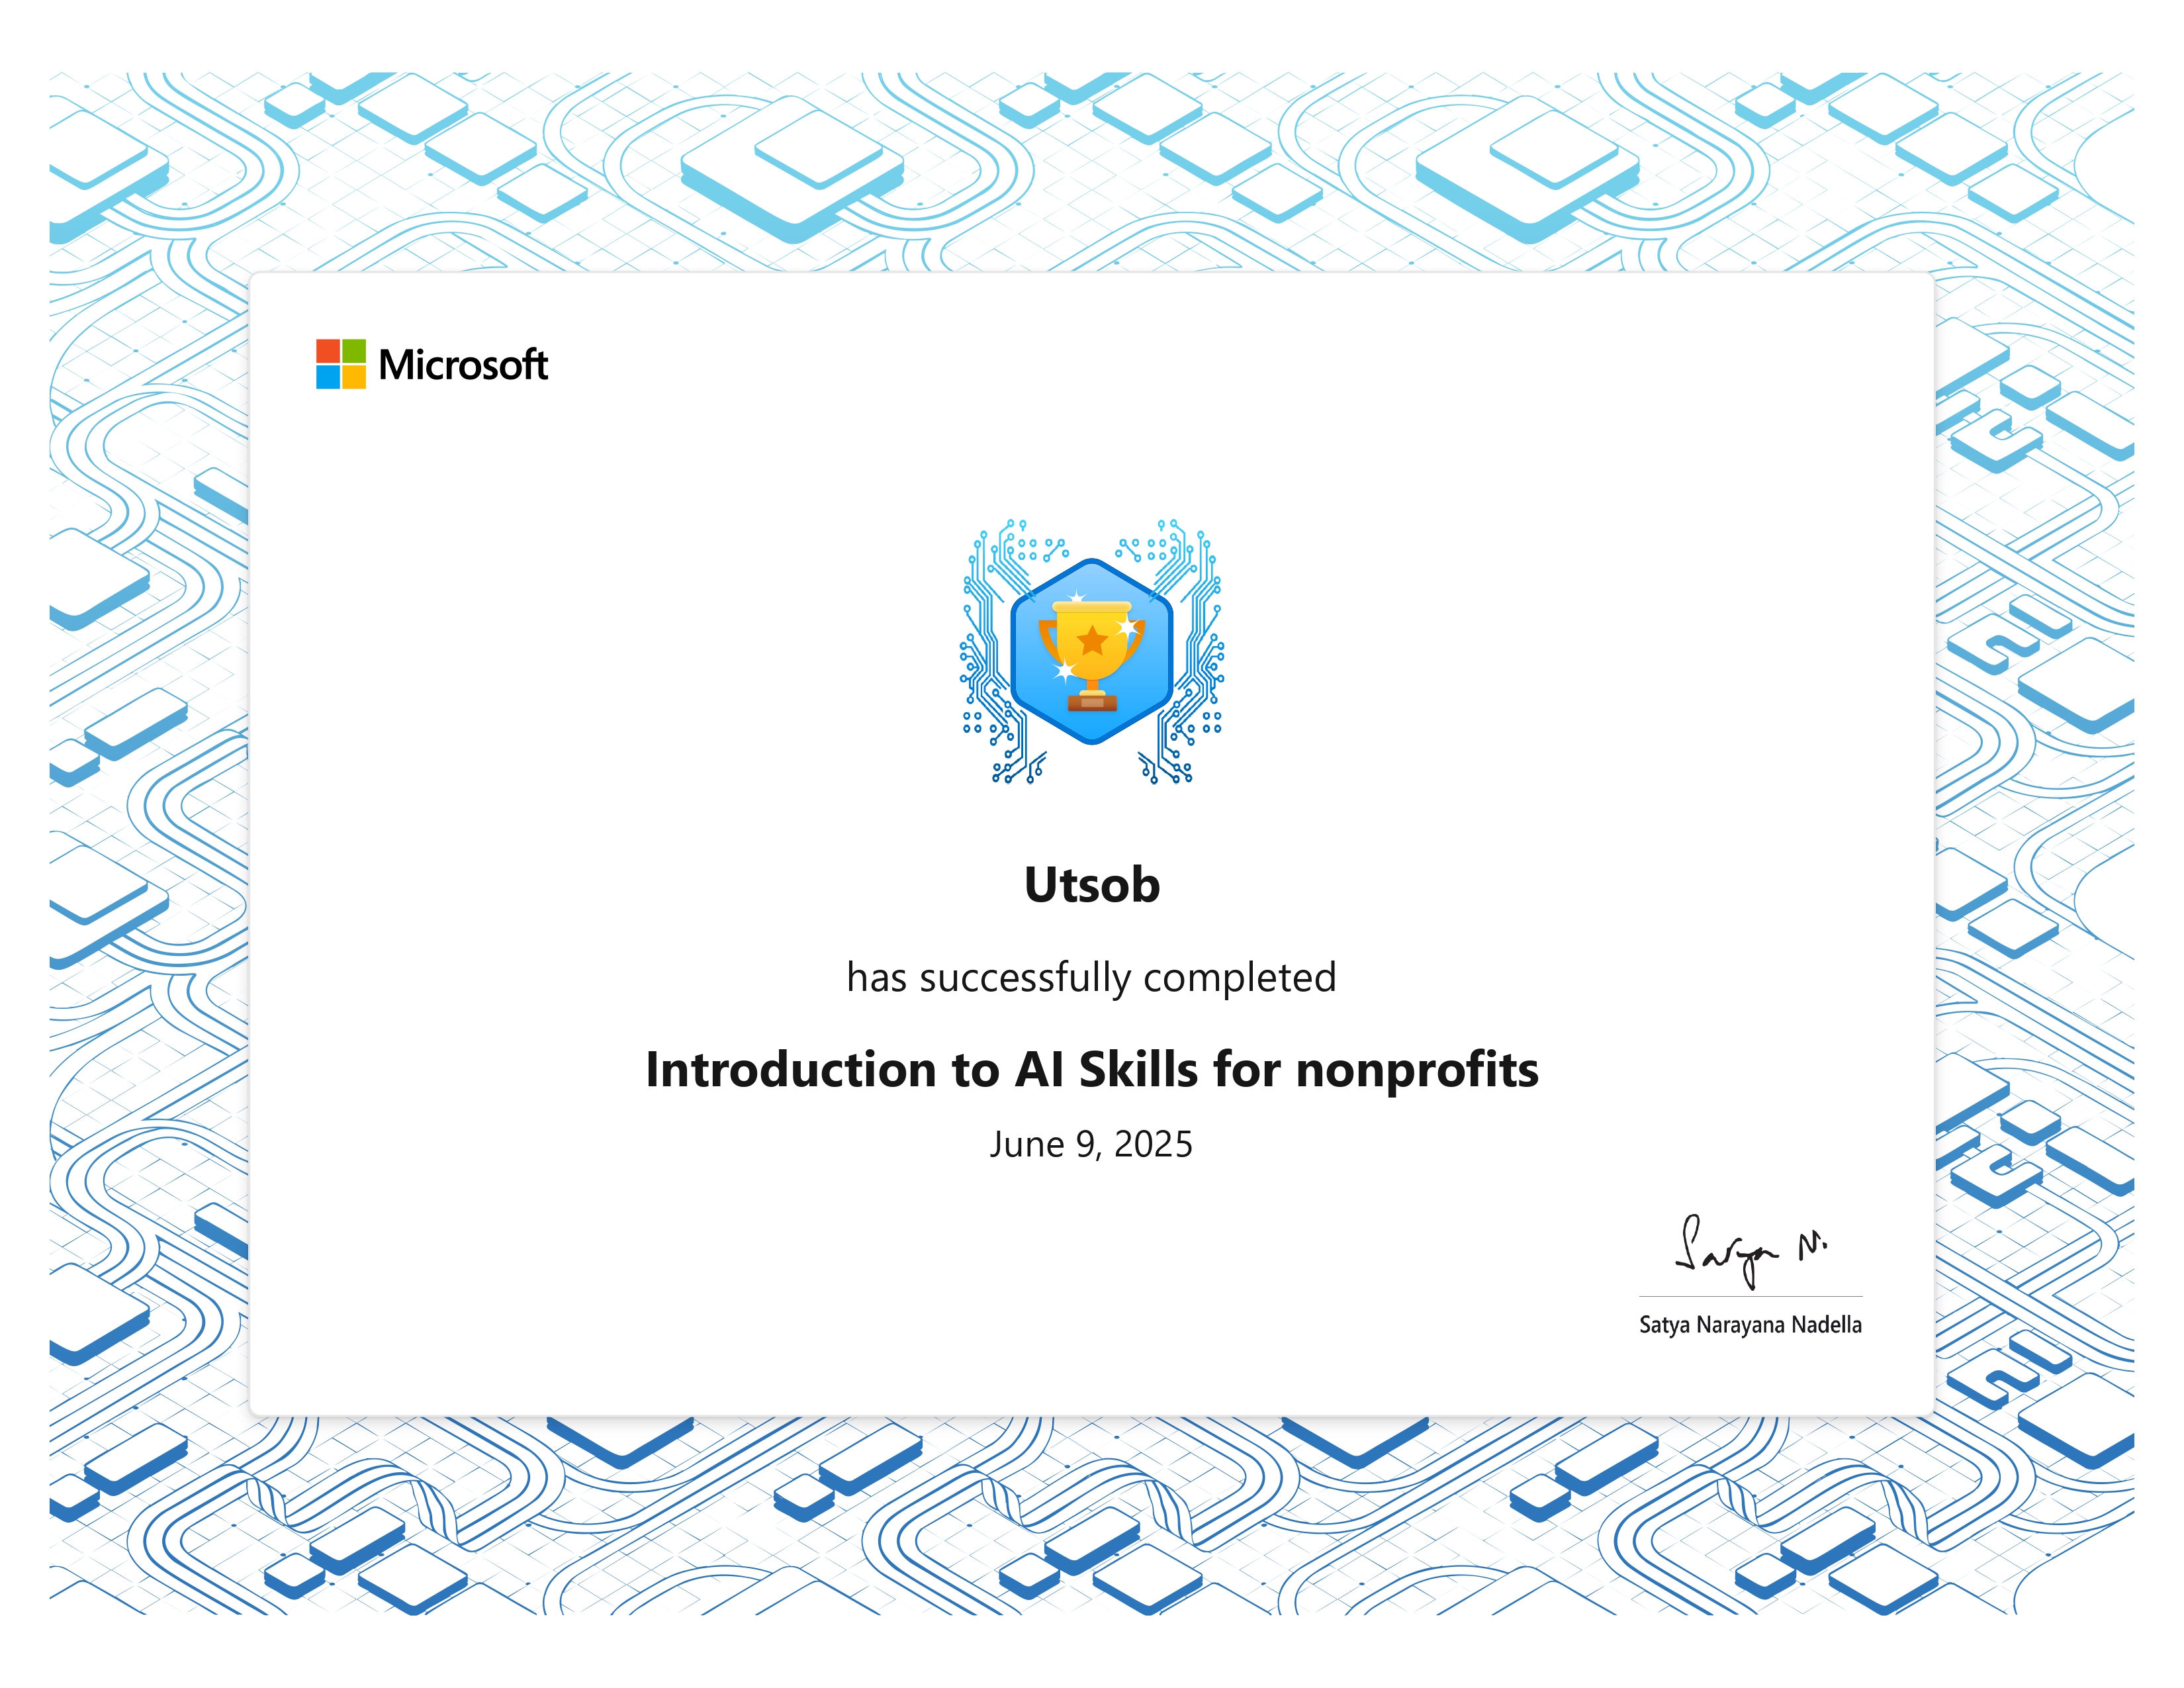 Microsoft
Utsob
has successfully completed
Introduction to AI Skills for nonprofits
June 9, 2025
Satya N.
Satya Narayana Nadella